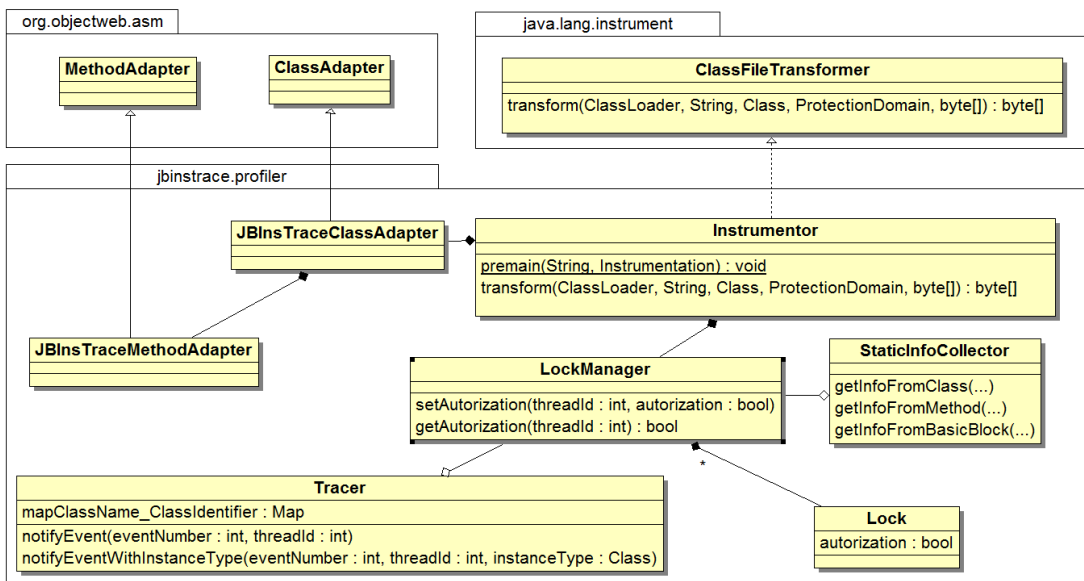 org.objectweb.asm
MethodAdapter
ClassAdapter
java.lang.instrument
ClassFileTransformer
transform(ClassLoader, String, Class, ProtectionDomain, byte[]) : byte[]
jbinstrace.profiler
JBInsTraceClassAdapter
Instrumentor
premain(String, Instrumentation) : void
transform(ClassLoader, String, Class, ProtectionDomain, byte[]) : byte[]
JBInsTraceMethodAdapter
LockManager
setAutorization(threadId : int, autorization : bool)
getAutorization(threadId : int) : bool
StaticInfoCollector
getInfoFromClass(...)
getInfoFromMethod(...)
getInfoFromBasicBlock(...)
*
Tracer
mapClassName_ClassIdentifier : Map
notifyEvent(eventNumber : int, threadId : int)
notifyEventWithInstanceType(eventNumber : int, threadId : int, instanceType : Class)
Lock
autorization : bool